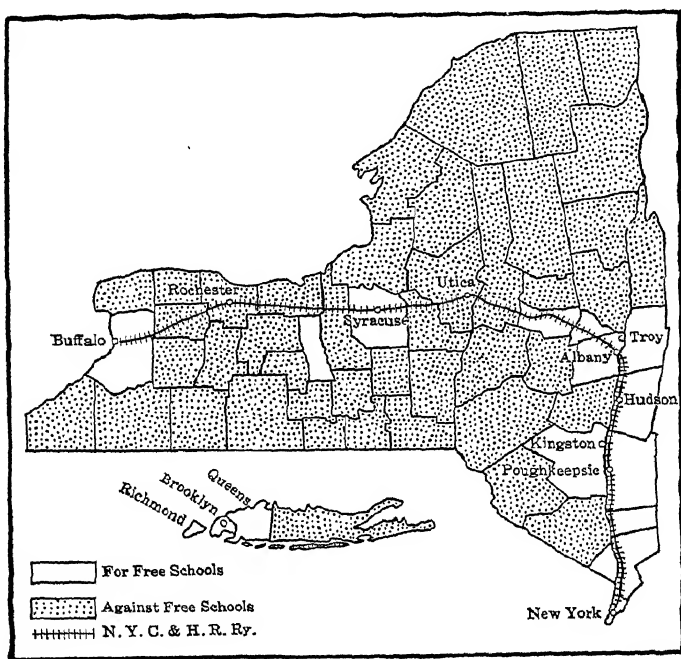 Rochester
Utica
Buffalo
Syracuse
Troy
Albany
Hudson
Kingston
Poughkeepsie
Queens
Brooklyn
Richmond
For Free Schools
Against Free Schools
N. Y. C. & H. R. Ry.
New York